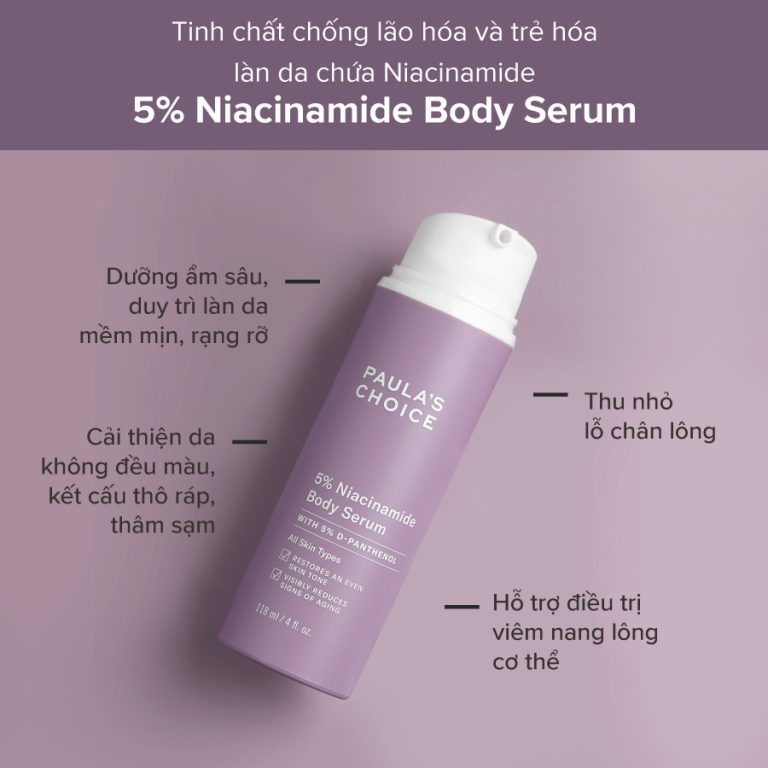 Tinh chất chống lão hóa và trẻ hóa
làn da chứa Niacinamide
5% Niacinamide Body Serum
Dưỡng ẩm sâu,
duy trì làn da
mềm mịn, rạng rỡ
Cải thiện da
không đều màu,
kết cấu thô ráp,
thâm sạm
PAULA'S
CHOICE
5% Niacinamide
Body Serum
WITH 5% D-PANTHENOL
All Skin Types
RESTORES AN EVEN
SKIN TONE
VISIBLY REDUCES
SIGNS OF AGING
118 ml / 4 fl. oz.
Thu nhỏ
lỗ chân lông
Hỗ trợ điều trị
viêm nang lông
cơ thể